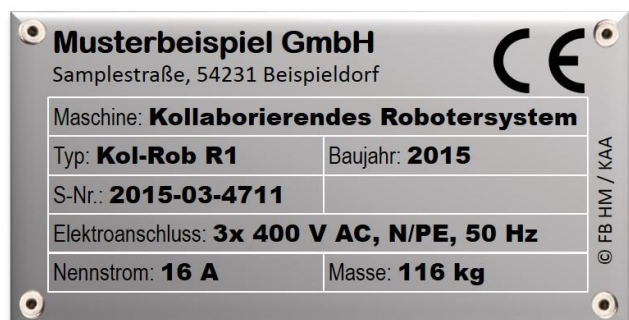 Musterbeispiel GmbH
Samplestraße, 54231 Beispieldorf
CE
Maschine: Kollaborierendes Robotersystem
Typ: Kol-Rob R1 Baujahr: 2015
S-Nr.: 2015-03-4711
Elektroanschluss: 3x 400 V AC, N/PE, 50 Hz
Nennstrom: 16 A Masse: 116 kg
© FB HM / KAA